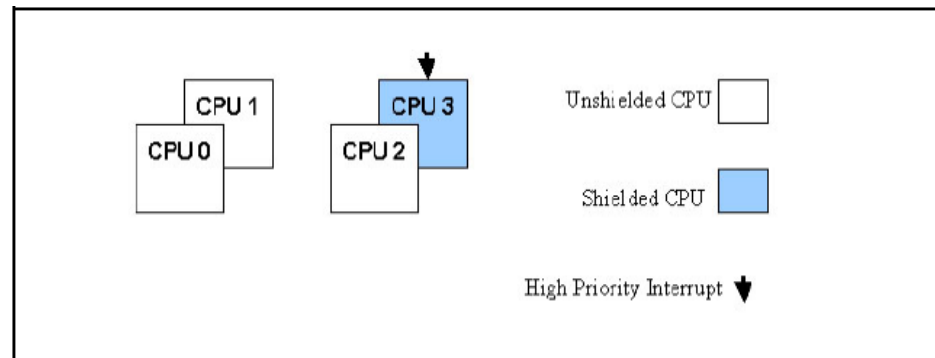 CPU 1
CPU 0
CPU 3
CPU 2
Unshielded CPU
Shielded CPU
High Priority Interrupt